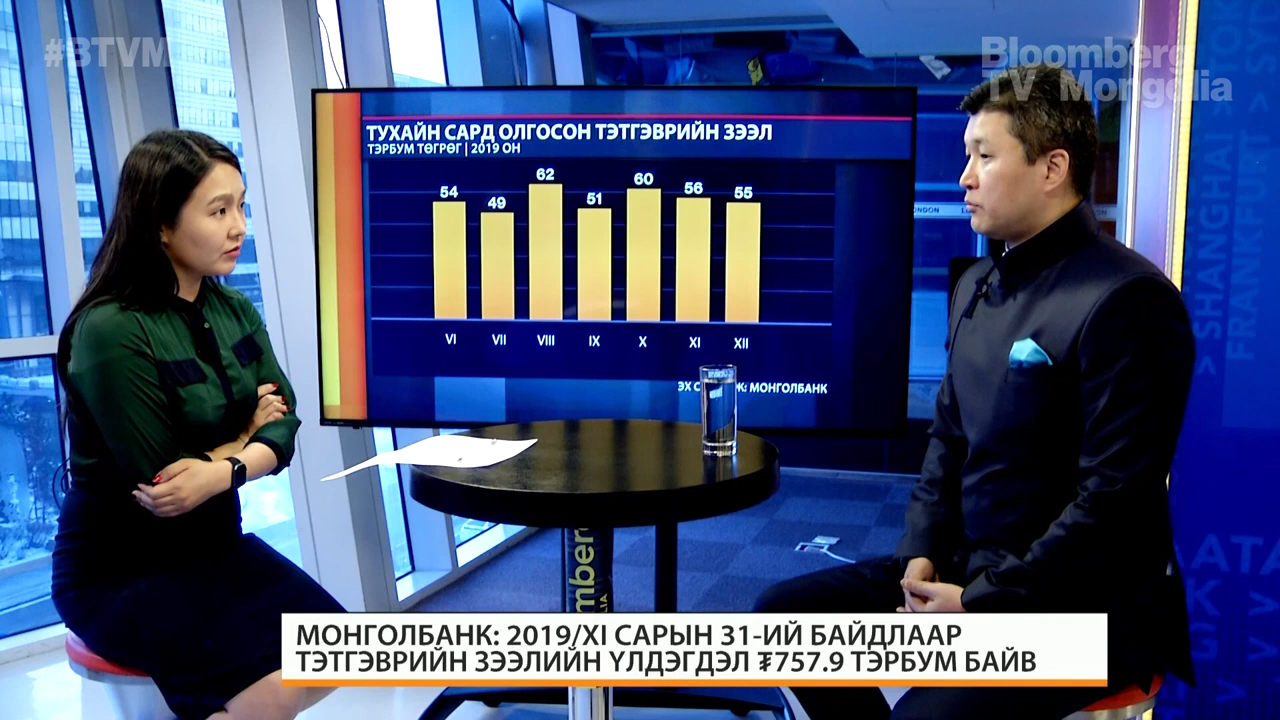 #BTVM
Bloomberg
TV Mongolia
ТУХАЙН САРД ОЛГОСОН ТЭТГЭВРИЙН ЗЭЭЛ
ТЭРБУМ ТӨГРӨГ | 2019 ОН
54 49 62 51 60 56 55
VI VII VIII IX X XI XII
МОНГОЛБАНК
> SHANGHAI
FRANKFURT >
МОНГОЛБАНК: 2019/XI САРЫН 31-ИЙ БАЙДЛААР
ТЭТГЭВРИЙН ЗЭЭЛИЙН ҮЛДЭГДЭЛ ₮757.9 ТЭРБУМ БАЙВ